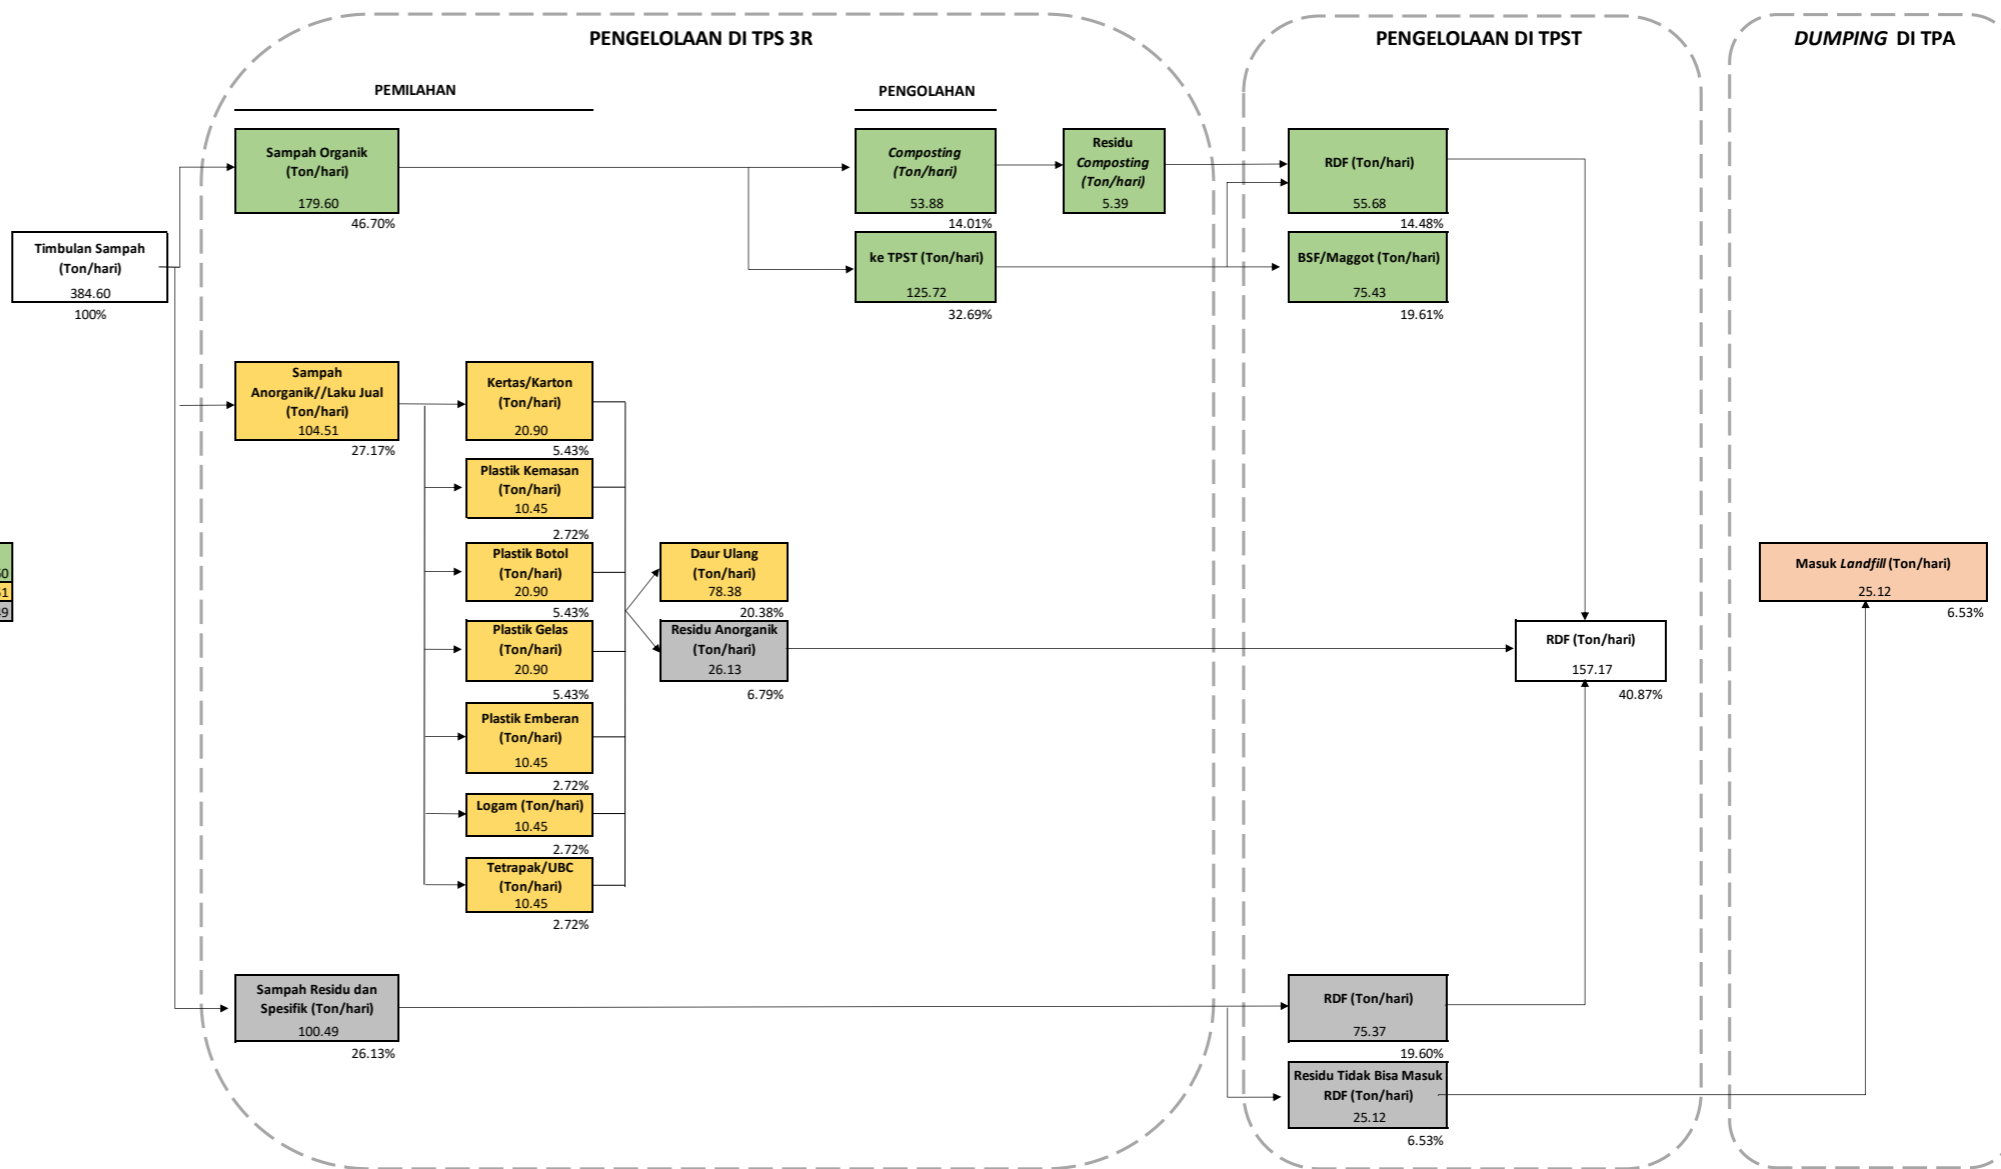 PENGELOLAAN DI TPS 3R
PENGELOLAAN DI TPST
DUMPING DI TPA
PEMILAHAN
PENGOLAHAN
Sampah Organik
(Ton/hari)
179.60
46.70%
Composting
(Ton/hari)
53.88
14.01%
Residu
Composting
(Ton/hari)
5.39
RDF (Ton/hari)
55.68
14.48%
Timbulan Sampah
(Ton/hari)
384.60
100%
ke TPST (Ton/hari)
125.72
32.69%
BSF/Maggot (Ton/hari)
75.43
19.61%
Sampah
Anorganik//Laku Jual
(Ton/hari)
104.51
27.17%
Kertas/Karton
(Ton/hari)
20.90
5.43%
Plastik Kemasan
(Ton/hari)
10.45
2.72%
Plastik Botol
(Ton/hari)
20.90
5.43%
Daur Ulang
(Ton/hari)
78.38
20.38%
Masuk Landfill (Ton/hari)
25.12
6.53%
Plastik Gelas
(Ton/hari)
20.90
5.43%
Residu Anorganik
(Ton/hari)
26.13
6.79%
RDF (Ton/hari)
157.17
40.87%
Plastik Emberan
(Ton/hari)
10.45
2.72%
Logam (Ton/hari)
10.45
2.72%
Tetrapak/UBC
(Ton/hari)
10.45
2.72%
Sampah Residu dan
Spesifik (Ton/hari)
100.49
26.13%
RDF (Ton/hari)
75.37
19.60%
Residu Tidak Bisa Masuk
RDF (Ton/hari)
25.12
6.53%